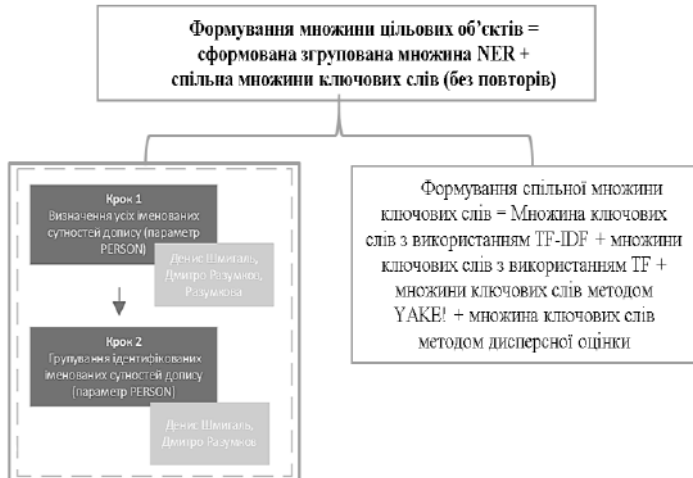 Формування множини цільових об’єктів =
сформована згрупована множина NER +
спільна множини ключових слів (без повторів)
Крок 1
Визначення усіх іменованих
сутностей допису (параметр
PERSON)
Денис Шмигаль,
Дмитро Разумков,
Разумкова
Крок 2
Групування ідентифікованих
іменованих сутностей допису
(параметр PERSON)
Денис Шмигаль,
Дмитро Разумков
Формування спільної множини
ключових слів = Множина ключових
слів з використанням TF-IDF + множини
ключових слів з використанням TF +
множини ключових слів методом
YAKE! + множина ключових слів
методом дисперсної оцінки